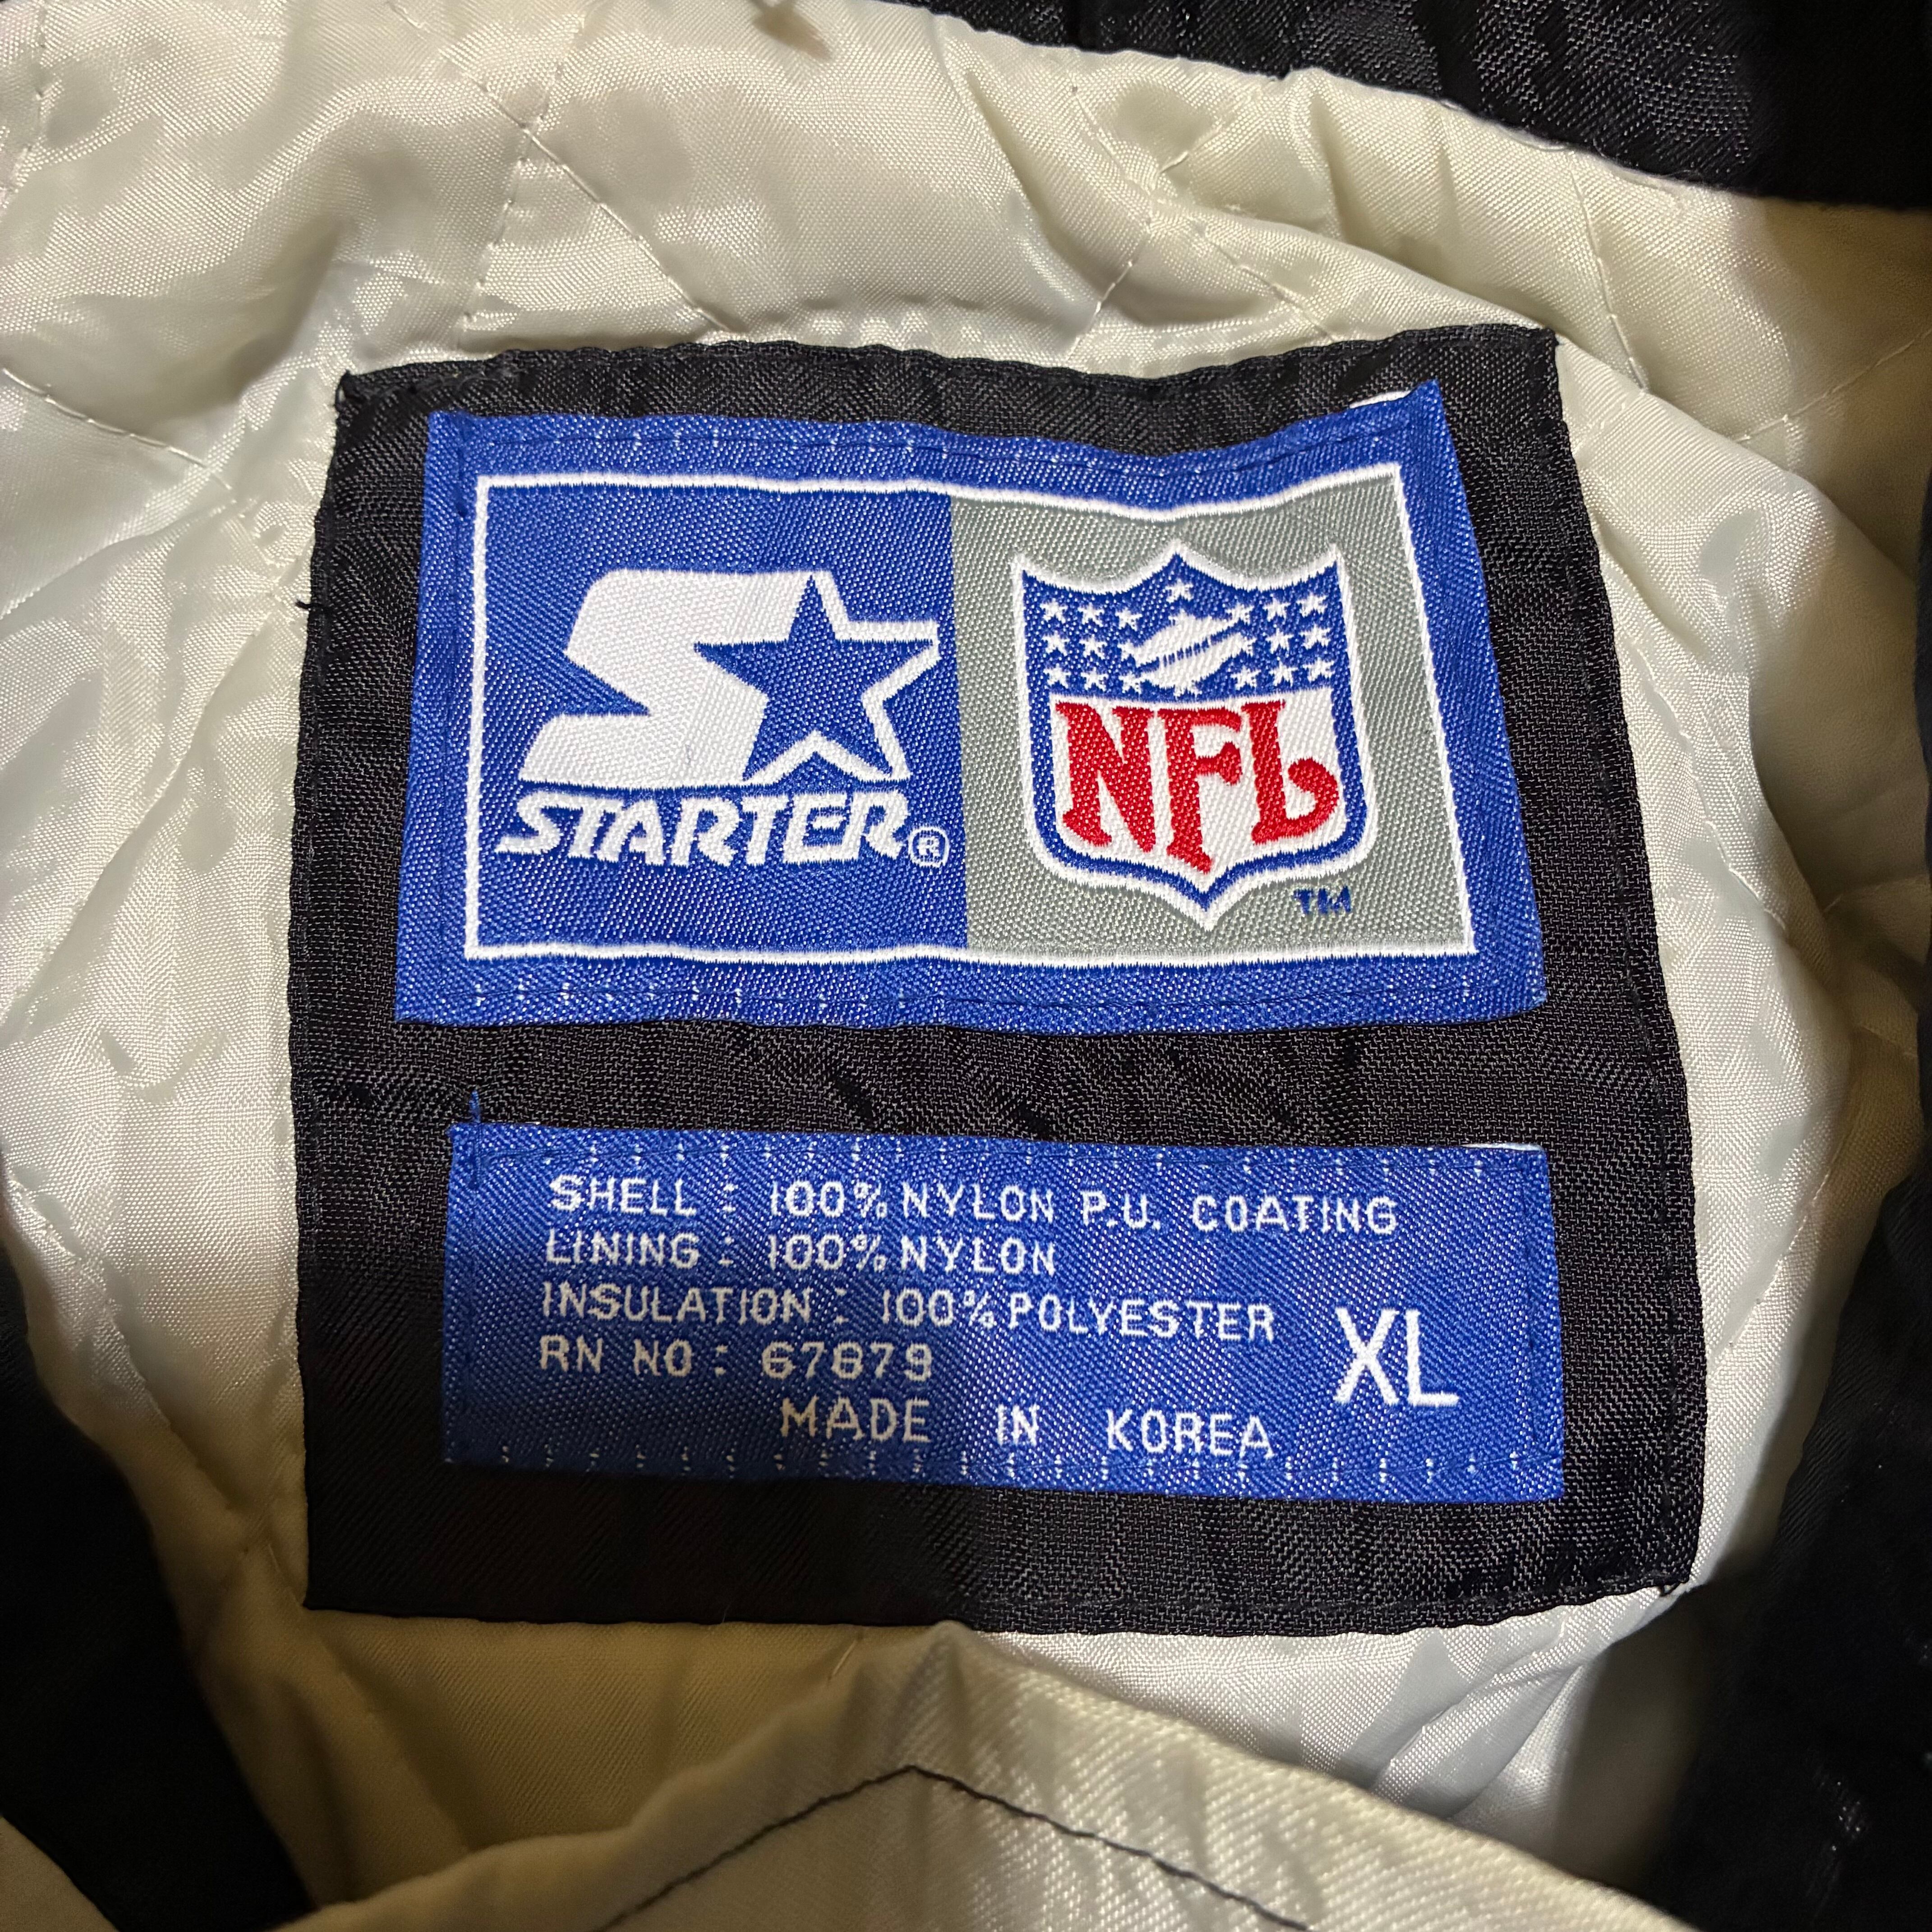 STARTER®
NFL
TM
SHELL : 100% NYLON P.U. COATING
LINING : 100% NYLON
INSULATION : 100% POLYESTER
RN NO : 67679
XL
MADE IN KOREA